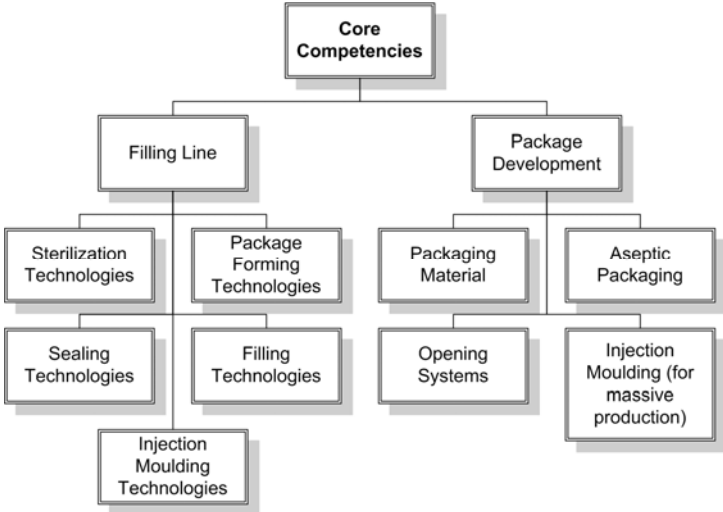 Core
Competencies
Filling Line
Package
Development
Sterilization
Technologies
Package
Forming
Technologies
Packaging
Material
Aseptic
Packaging
Sealing
Technologies
Filling
Technologies
Opening
Systems
Injection
Moulding (for
massive
production)
Injection
Moulding
Technologies